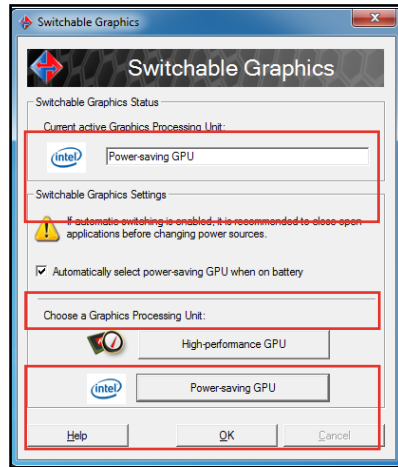 Switchable Graphics
Switchable Graphics
Switchable Graphics Status
Current active Graphics Processing Unit:
intel
Power-saving GPU
Switchable Graphics Settings
If automatic switching is enabled, it is recommended to close open
applications before changing power sources.
Automatically select power-saving GPU when on battery
Choose a Graphics Processing Unit:
High-performance GPU
intel
Power-saving GPU
Help
OK
Cancel